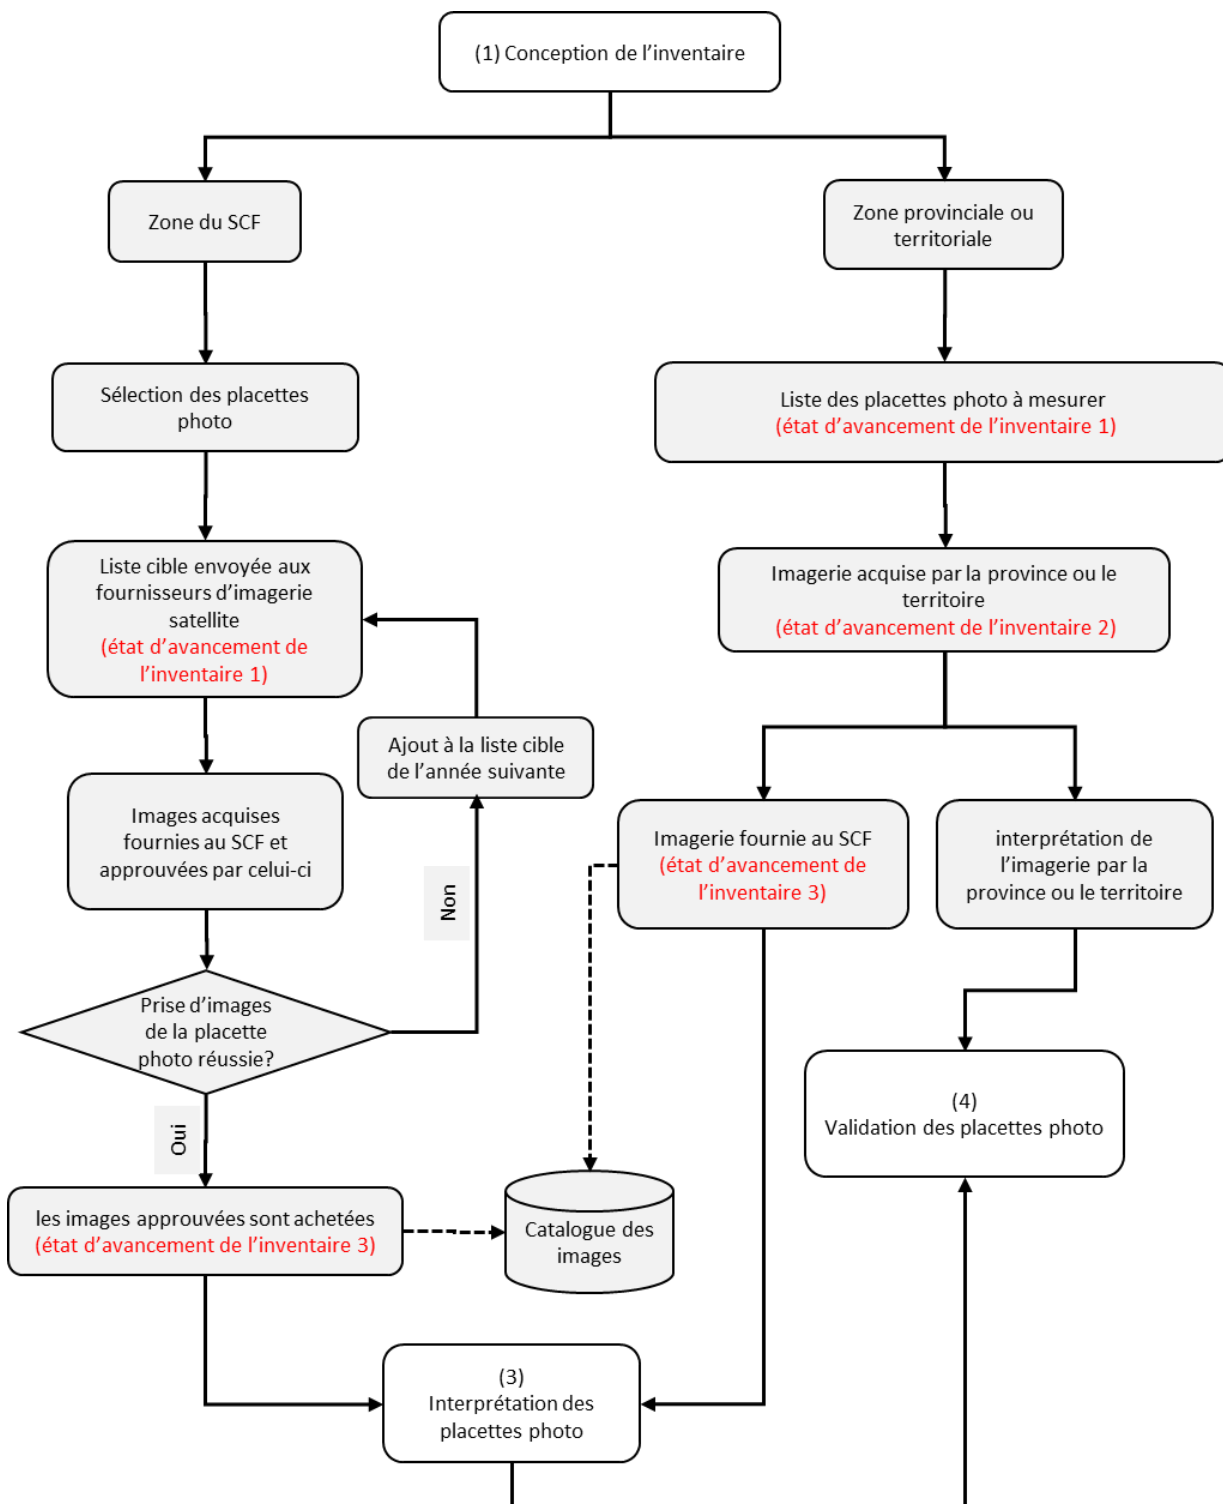 (1) Conception de l’inventaire
Zone du SCF
Zone provinciale ou
territoriale
Sélection des placettes
photo
Liste des placettes photo à mesurer
(état d’avancement de l’inventaire 1)
Liste cible envoyée aux
fournisseurs d’imagerie
satellite
(état d’avancement de
l’inventaire 1)
Imagerie acquise par la province ou le
territoire
(état d’avancement de l’inventaire 2)
Ajout à la liste cible
de l’année suivante
Images acquises
fournies au SCF et
approuvées par celui-ci
Non
Imagerie fournie au SCF
(état d’avancement de
l’inventaire 3)
interprétation de
l’imagerie par la
province ou le territoire
Prise d’images
de la placette
photo réussie?
Oui
(4)
Validation des placettes photo
les images approuvées sont achetées
(état d’avancement de l’inventaire 3)
Catalogue des
images
(3)
Interprétation des
placettes photo